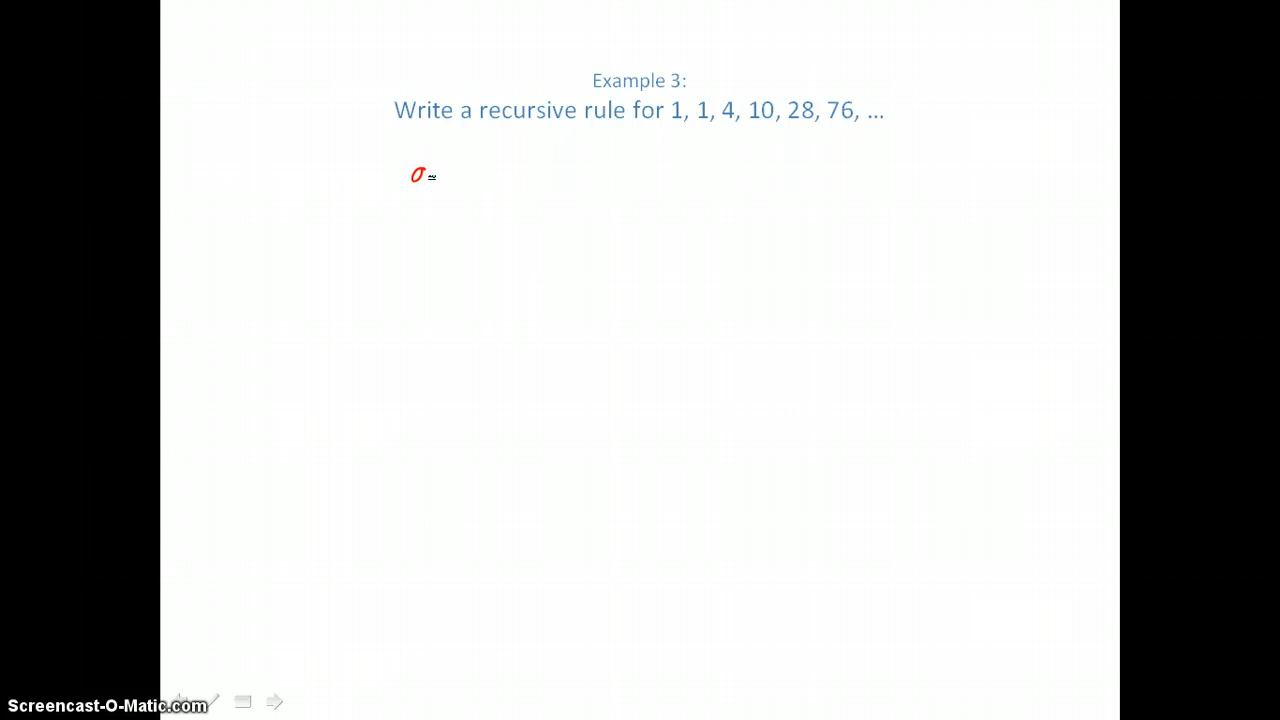 Example 3:
Write a recursive rule for 1, 1, 4, 10, 28, 76, ...
Screencast-O-Matic.com